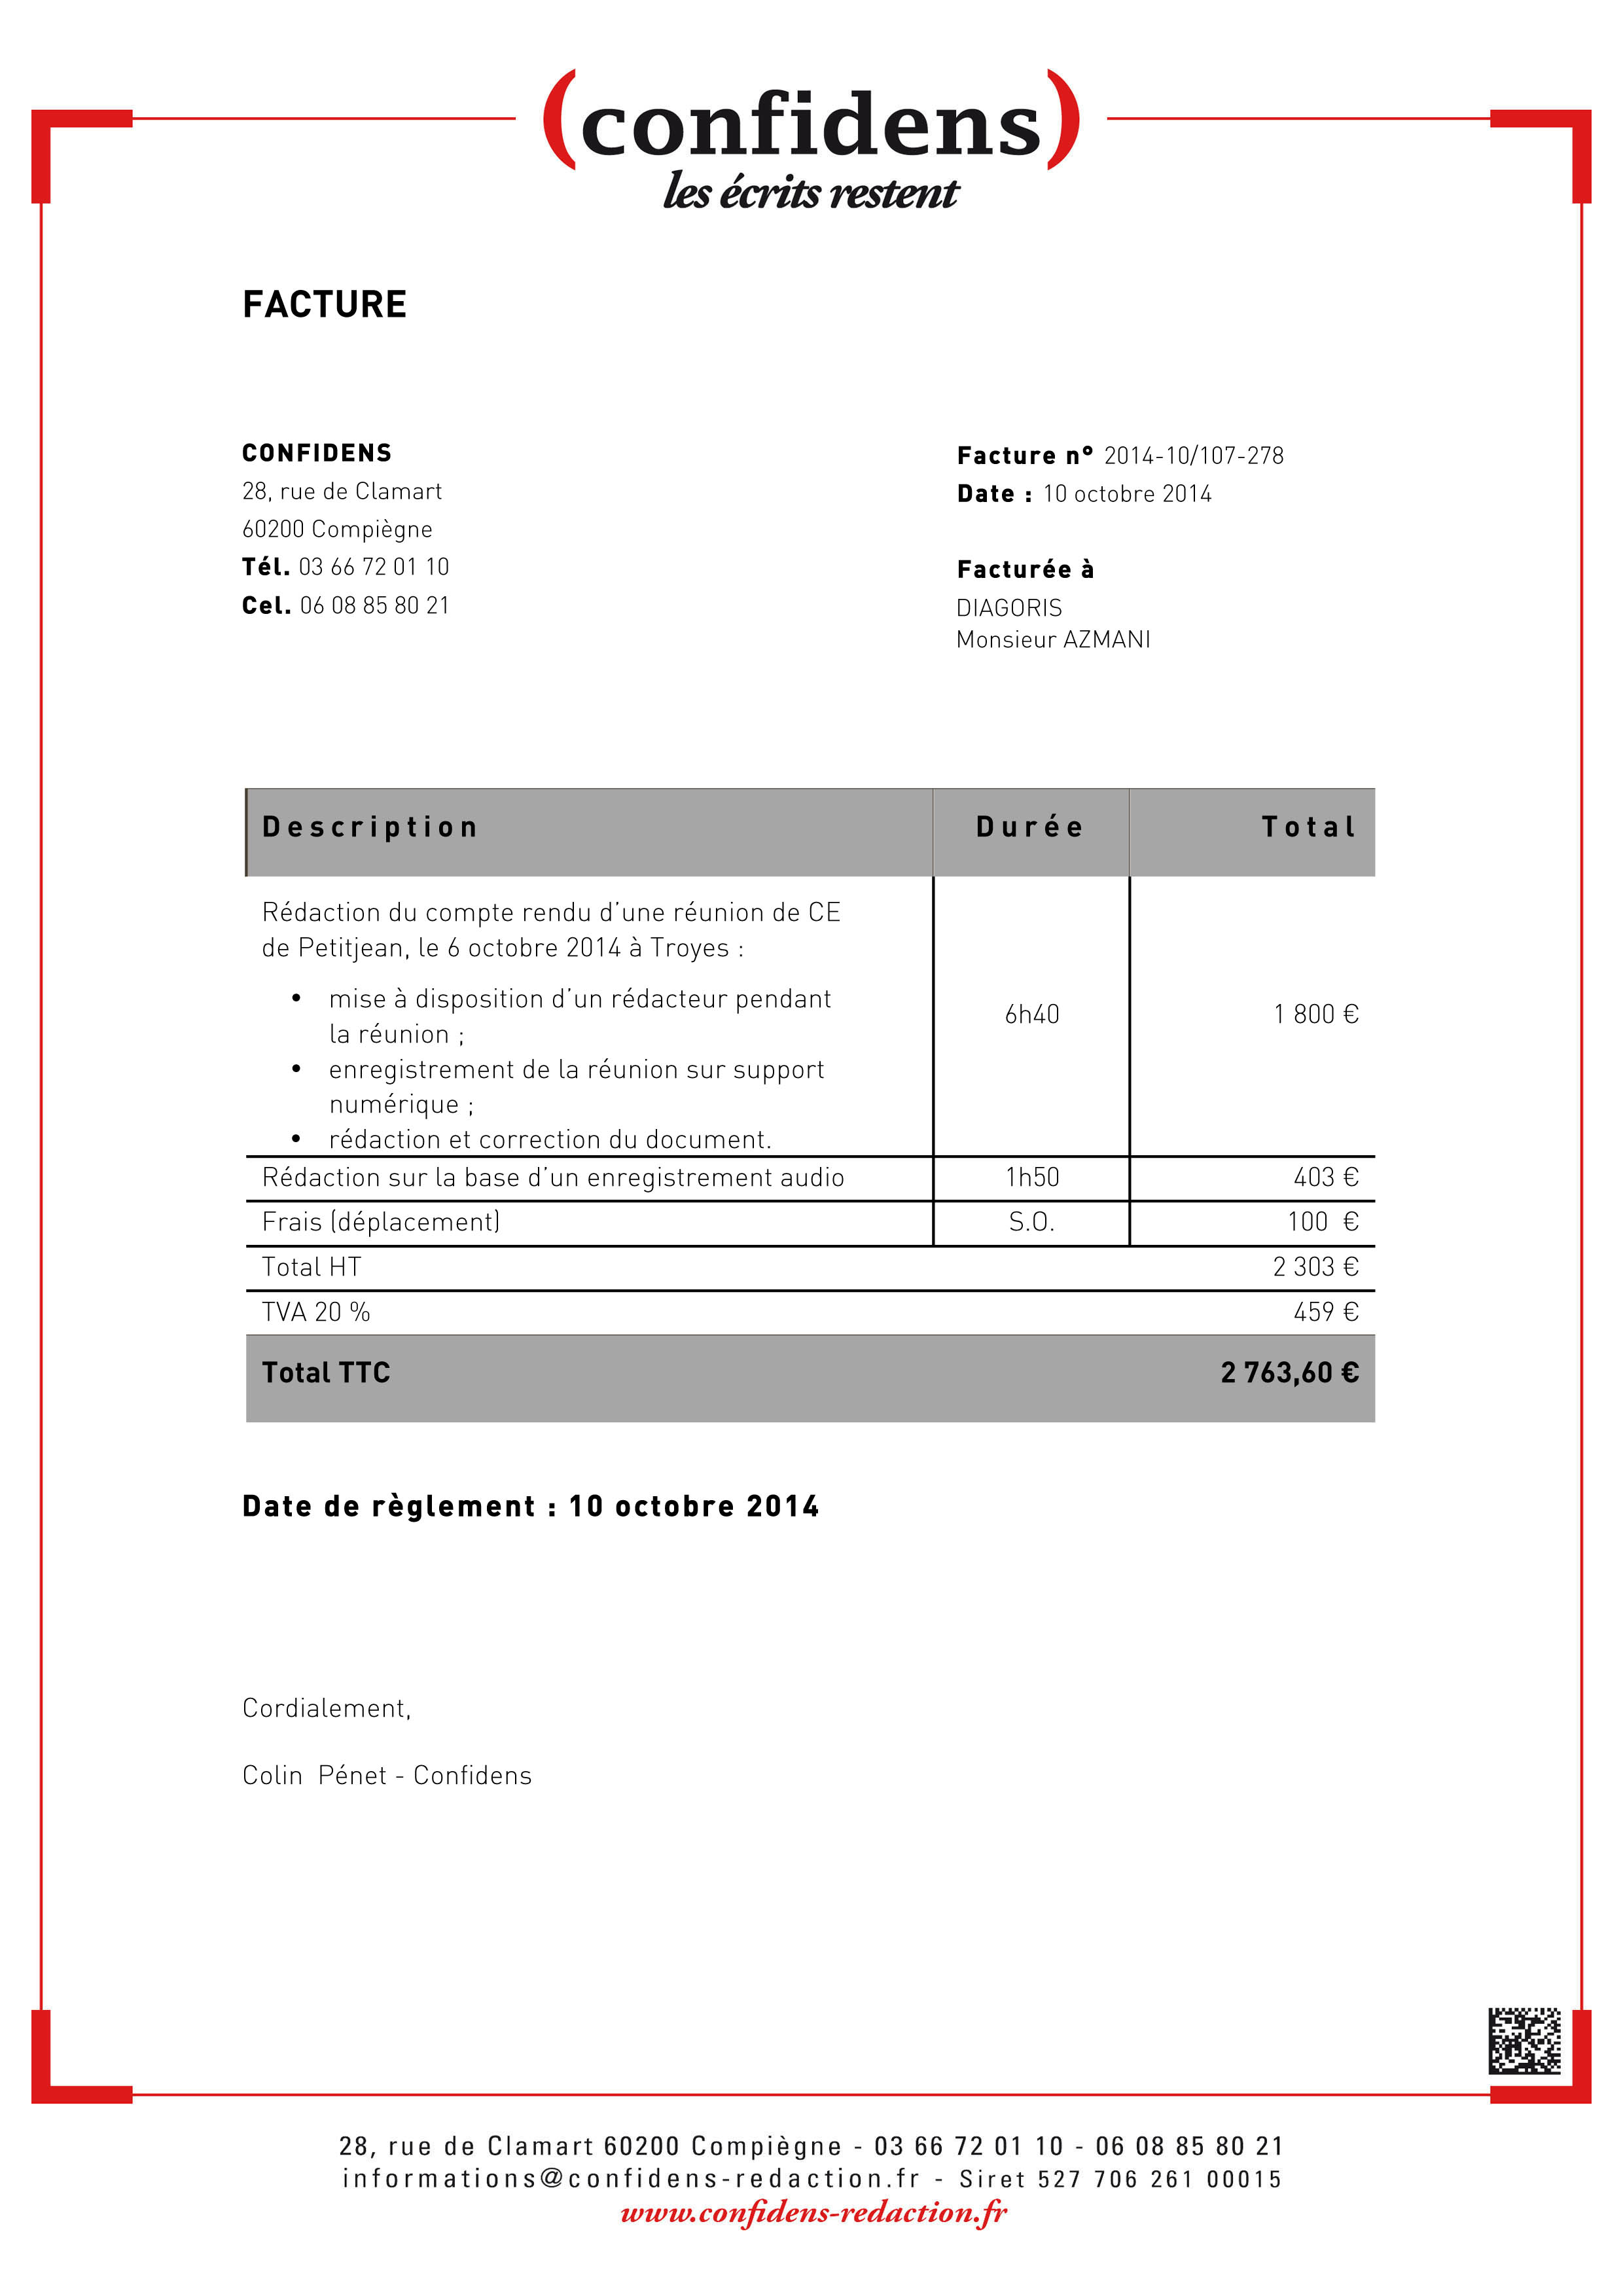 (confidens)
les écrits restent
FACTURE
CONFIDENS
28, rue de Clamart
60200 Compiègne
Tél. 03 66 72 01 10
Cel. 06 08 85 80 21
Facture n° 2014-10/107-278
Date : 10 octobre 2014
Facturée à
DIAGORIS
Monsieur AZMANI
Description Durée Total
Rédaction du compte rendu d'une réunion de CE
de Petitjean, le 6 octobre 2014 à Troyes :
• mise à disposition d'un rédacteur pendant
la réunion ;
• enregistrement de la réunion sur support
numérique ;
• rédaction et correction du document.
6h40 1 800 €
Rédaction sur la base d'un enregistrement audio 1h50 403 €
Frais (déplacement) S.O. 100 €
Total HT 2 303 €
TVA 20 % 459 €
Total TTC 2 763,60 €
Date de règlement : 10 octobre 2014
Cordialement,
Colin Pénet - Confidens
28, rue de Clamart 60200 Compiègne - 03 66 72 01 10 - 06 08 85 80 21
informations@confidens-redaction.fr - Siret 527 706 261 00015
www.confidens-redaction.fr